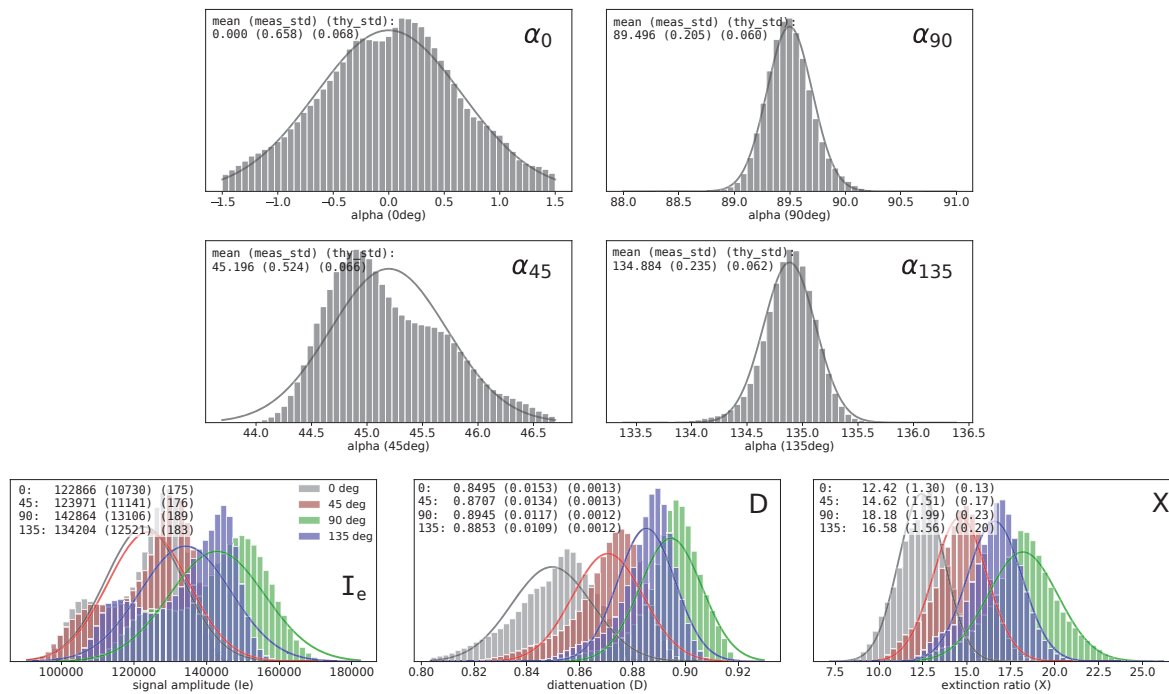 mean (meas_std) (thy_std):
0.000 (0.658) (0.068)
α0
−1.5 −1.0 −0.5 0.0 0.5 1.0 1.5
alpha (0deg)
mean (meas_std) (thy_std):
89.496 (0.205) (0.060)
α90
88.0 88.5 89.0 89.5 90.0 90.5 91.0
alpha (90deg)
mean (meas_std) (thy_std):
45.196 (0.524) (0.066)
α45
44.0 44.5 45.0 45.5 46.0 46.5
alpha (45deg)
mean (meas_std) (thy_std):
134.884 (0.235) (0.062)
α135
133.5 134.0 134.5 135.0 135.5 136.0 136.5
alpha (135deg)
0: 122866 (10730) (175)
45: 123971 (11141) (176)
90: 142864 (13106) (189)
135: 134204 (12521) (183)
0 deg
45 deg
90 deg
135 deg
Ie
100000 120000 140000 160000 180000
signal amplitude (Ie)
0: 0.8495 (0.0153) (0.0013)
45: 0.8707 (0.0134) (0.0013)
90: 0.8945 (0.0117) (0.0012)
135: 0.8853 (0.0109) (0.0012)
D
0.80 0.82 0.84 0.86 0.88 0.90 0.92
diattenuation (D)
0: 12.42 (1.30) (0.13)
45: 14.62 (1.51) (0.17)
90: 18.18 (1.99) (0.23)
135: 16.58 (1.56) (0.20)
X
7.5 10.0 12.5 15.0 17.5 20.0 22.5 25.0
extinction ratio (X)